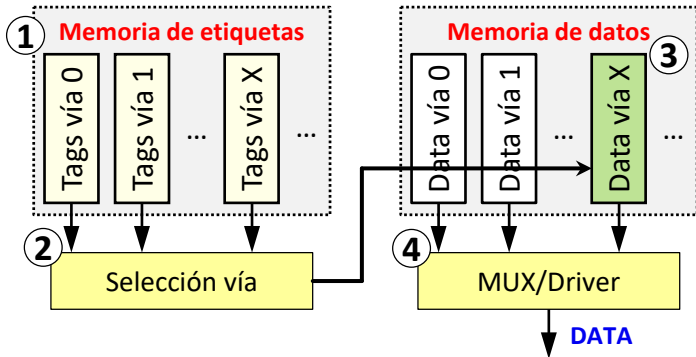 1
Memoria de etiquetas
Tags vía 0
Tags vía 1
...
Tags vía X
...
2
Selección vía
Memoria de datos
3
Data vía 0
Data vía 1
...
Data vía X
...
4
MUX/Driver
DATA